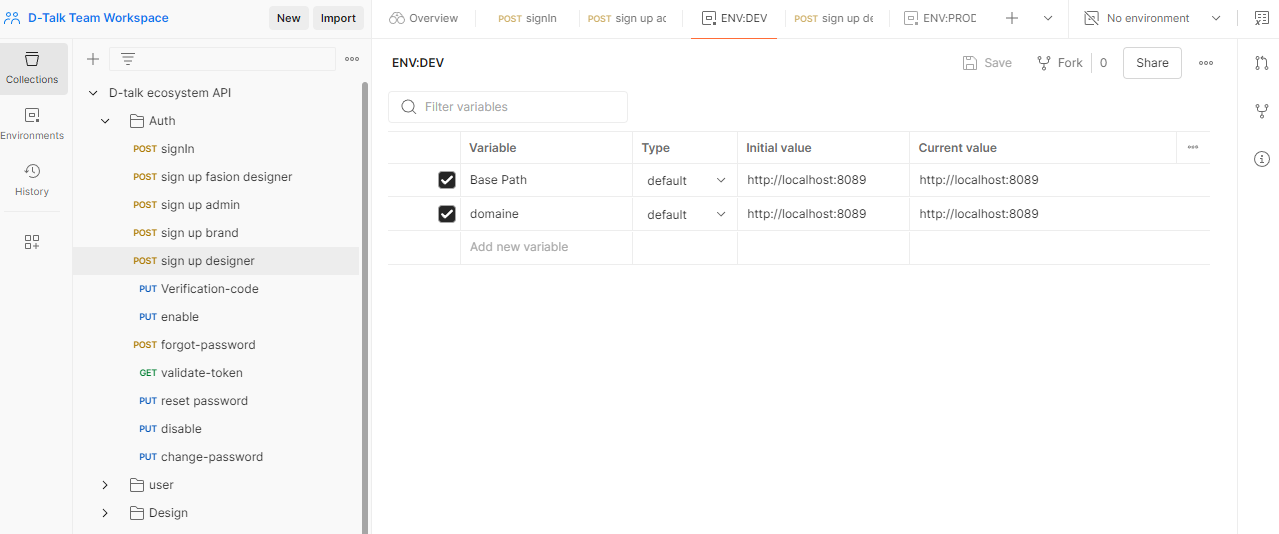 D-Talk Team Workspace New Import
Overview POST signIn POST sign up ac ENV:DEV POST sign up de ENV:PROD No environment
Collections
Environments
History
D-talk ecosystem API
Auth
POST signIn
POST sign up fasion designer
POST sign up admin
POST sign up brand
POST sign up designer
PUT Verification-code
PUT enable
POST forgot-password
GET validate-token
PUT reset password
PUT disable
PUT change-password
user
Design
ENV:DEV Save Fork 0 Share
Filter variables
Variable Type Initial value Current value
Base Path default http://localhost:8089 http://localhost:8089
domaine default http://localhost:8089 http://localhost:8089
Add new variable